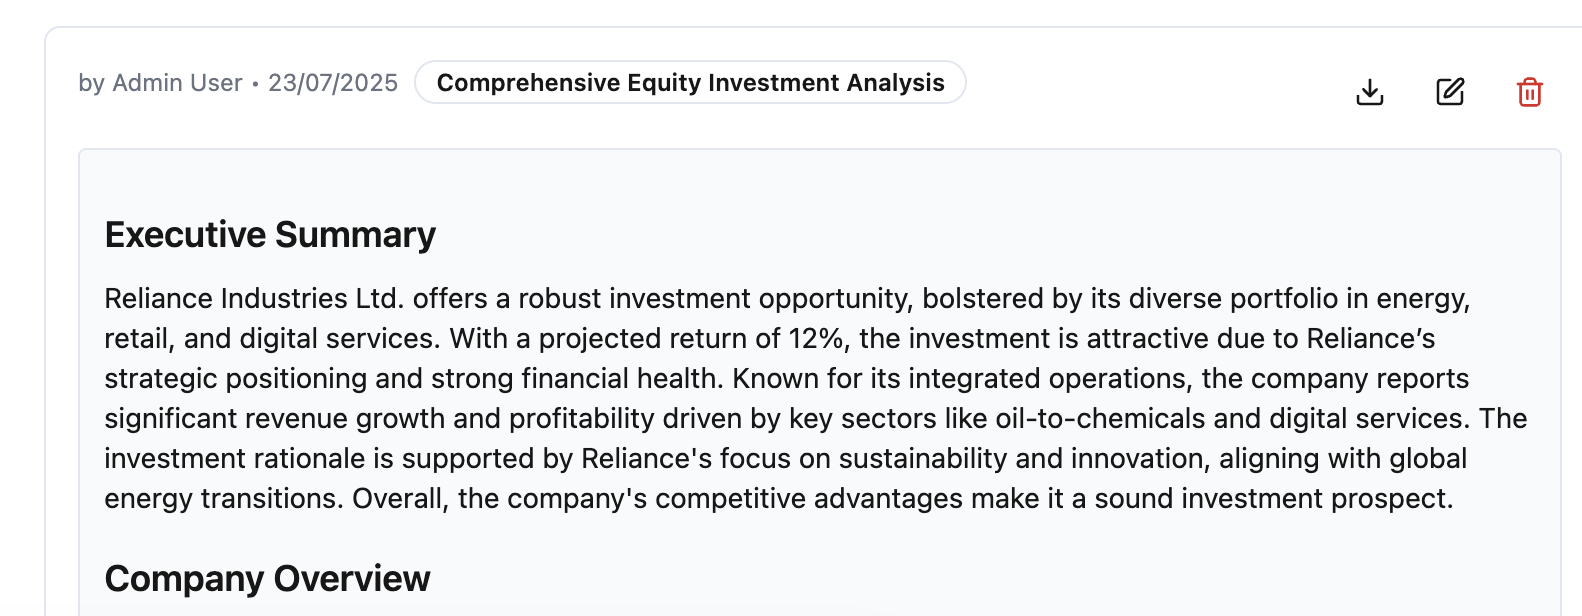 by Admin User • 23/07/2025 Comprehensive Equity Investment Analysis
Executive Summary
Reliance Industries Ltd. offers a robust investment opportunity, bolstered by its diverse portfolio in energy,
retail, and digital services. With a projected return of 12%, the investment is attractive due to Reliance’s
strategic positioning and strong financial health. Known for its integrated operations, the company reports
significant revenue growth and profitability driven by key sectors like oil-to-chemicals and digital services. The
investment rationale is supported by Reliance's focus on sustainability and innovation, aligning with global
energy transitions. Overall, the company's competitive advantages make it a sound investment prospect.
Company Overview